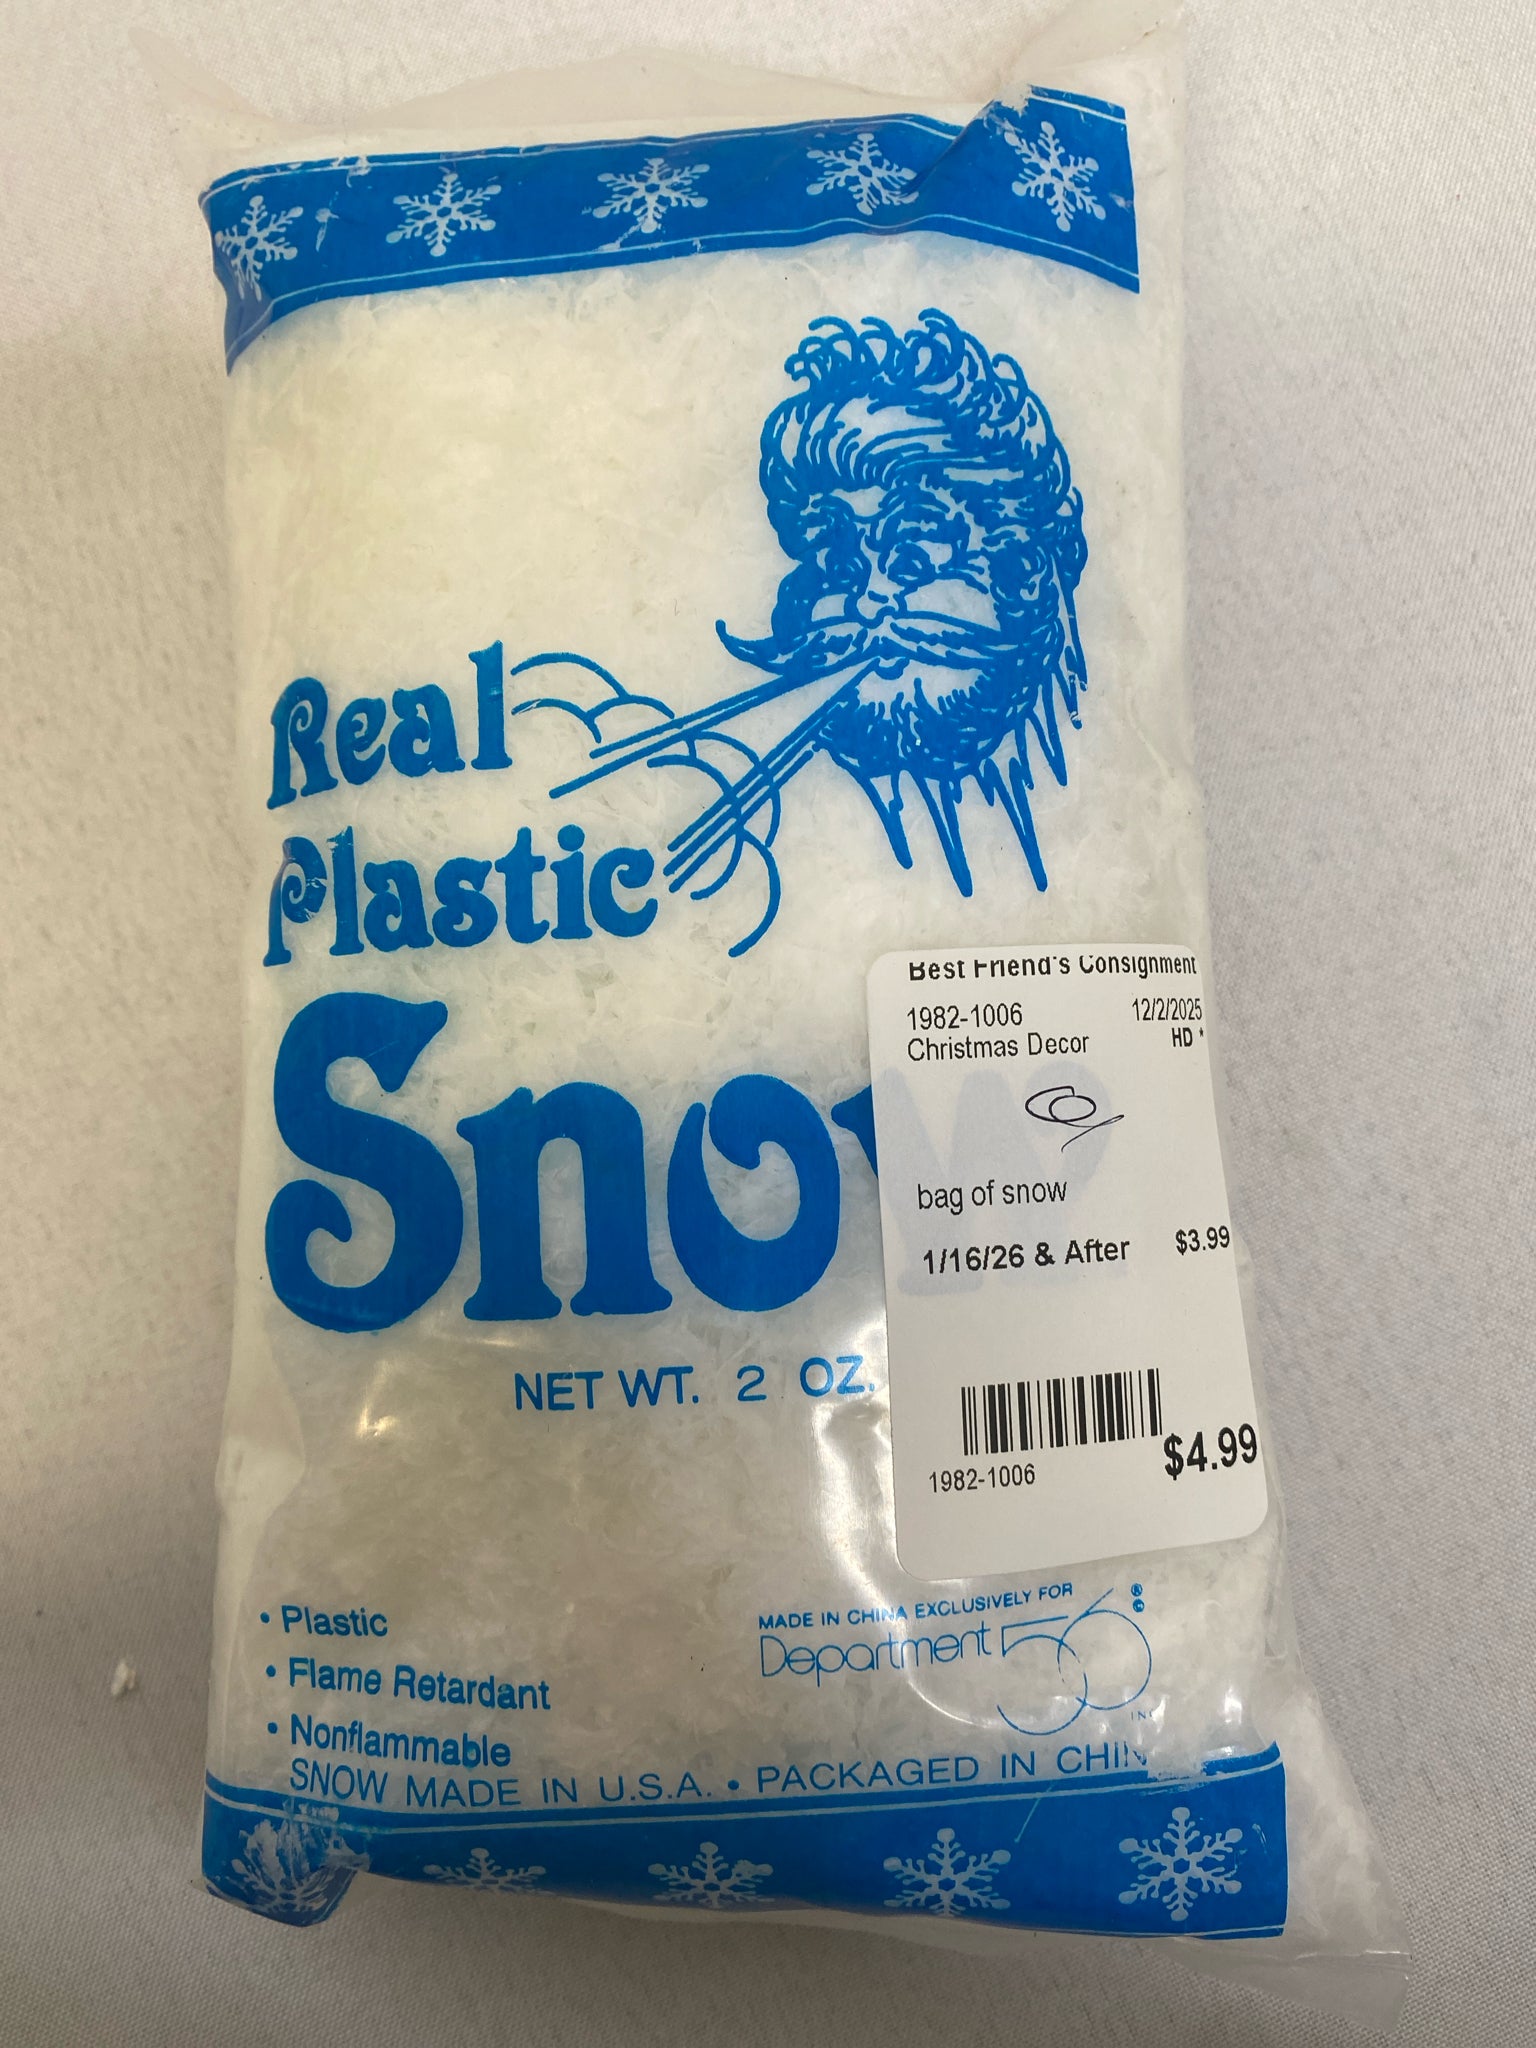 Real
Plastic
Sno
NET WT. 2 OZ.
Best Friend's Consignment
1982-1006 12/2/2025
Christmas Decor HD *
bag of snow
1/16/26 & After $3.99
$4.99
1982-1006
• Plastic
• Flame Retardant
• Nonflammable
MADE IN CHINA EXCLUSIVELY FOR
Department 56 ®
INC
SNOW MADE IN U.S.A. • PACKAGED IN CHIN